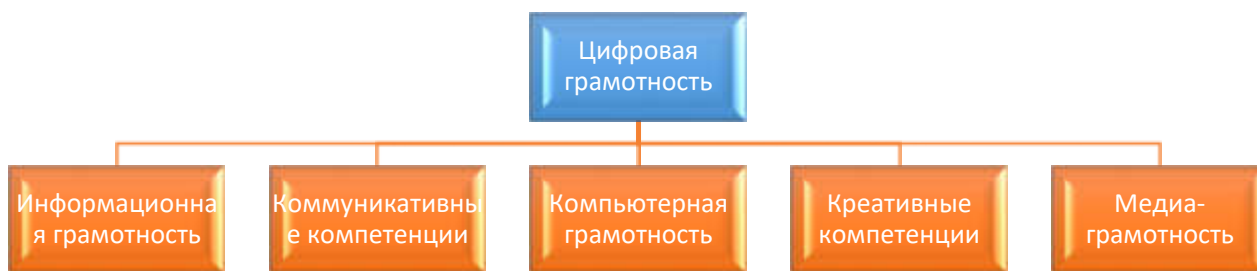 Цифровая
грамотность
Информационна
я грамотность
Коммуникативны
е компетенции
Компьютерная
грамотность
Креативные
компетенции
Медиа-
грамотность